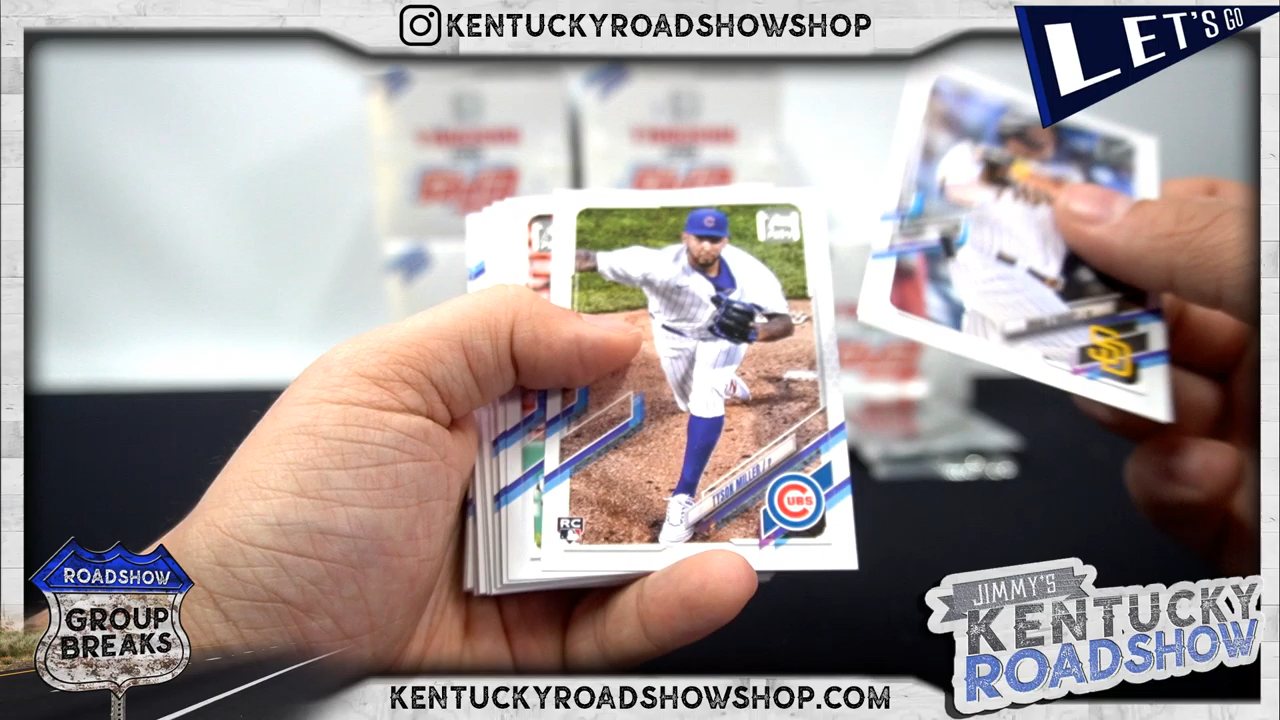 KENTUCKYROADSHOWSHOP
LET'S GO
TYSON MILLER / P
CUBS
RC
SD
ROADSHOW
GROUP
BREAKS
JIMMY'S
KENTUCKY
ROADSHOW
KENTUCKYROADSHOWSHOP.COM